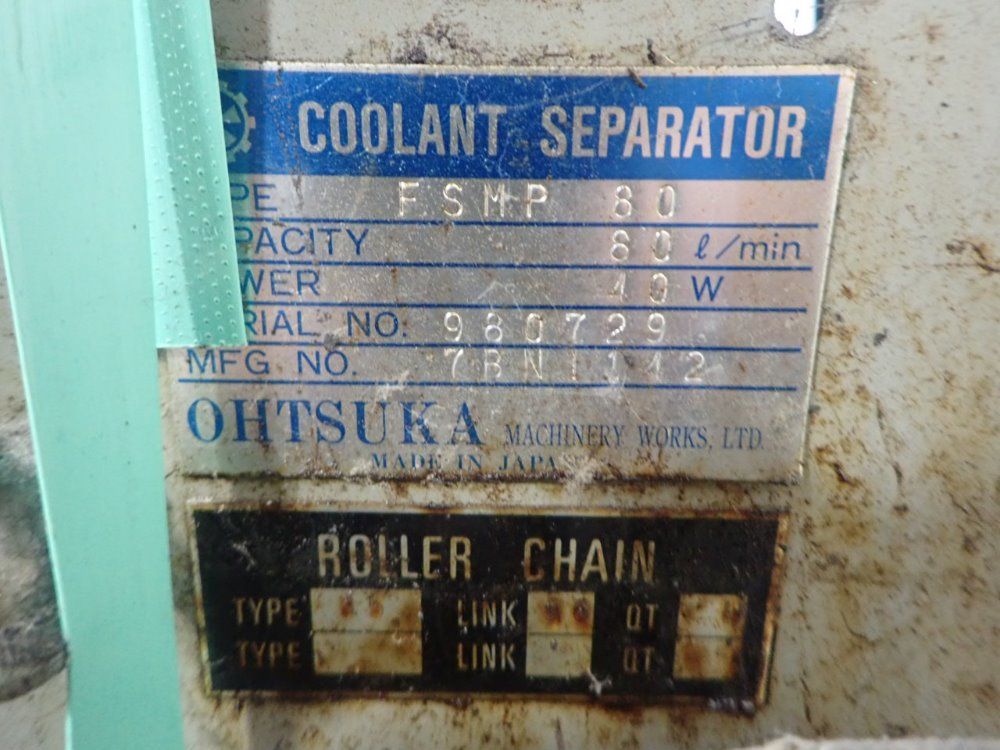 COOLANT SEPARATOR
PE FSMP 80
PACITY 80 ℓ/min
WER 40 W
RIAL NO. 980729
MFG NO. 7BN1142
OHTSUKA MACHINERY WORKS, LTD.
MADE IN JAPA
ROLLER CHAIN
TYPE LINK QT
TYPE LINK QT